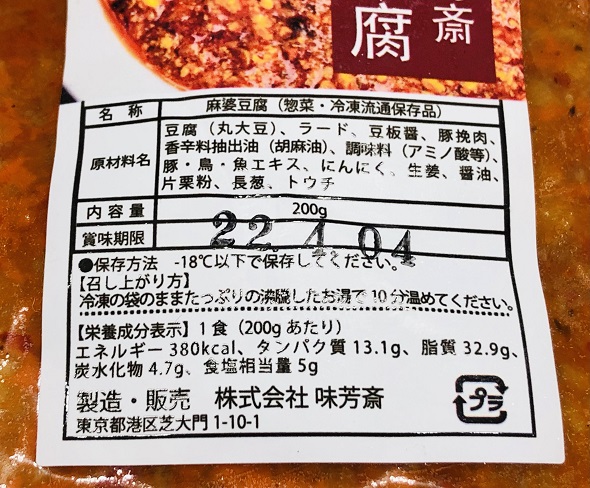 斎
腐
名称 麻婆豆腐（惣菜・冷凍流通保存品）
原材料名 豆腐（丸大豆）、ラード、豆板醤、豚挽肉、
香辛料抽出油（胡麻油）、調味料（アミノ酸等）、
豚・鳥・魚エキス、にんにく、生姜、醤油、
片栗粉、長葱、トウチ
内容量 200g
賞味期限 22.4.04
●保存方法 -18℃以下で保存してください。
【召し上がり方】
冷凍の袋のままたっぷりの沸騰したお湯で10分温めてください。
【栄養成分表示】1食（200gあたり）
エネルギー380kcal、タンパク質13.1g、脂質32.9g、
炭水化物4.7g、食塩相当量5g
製造・販売 株式会社 味芳斎
東京都港区芝大門1-10-1
プラ